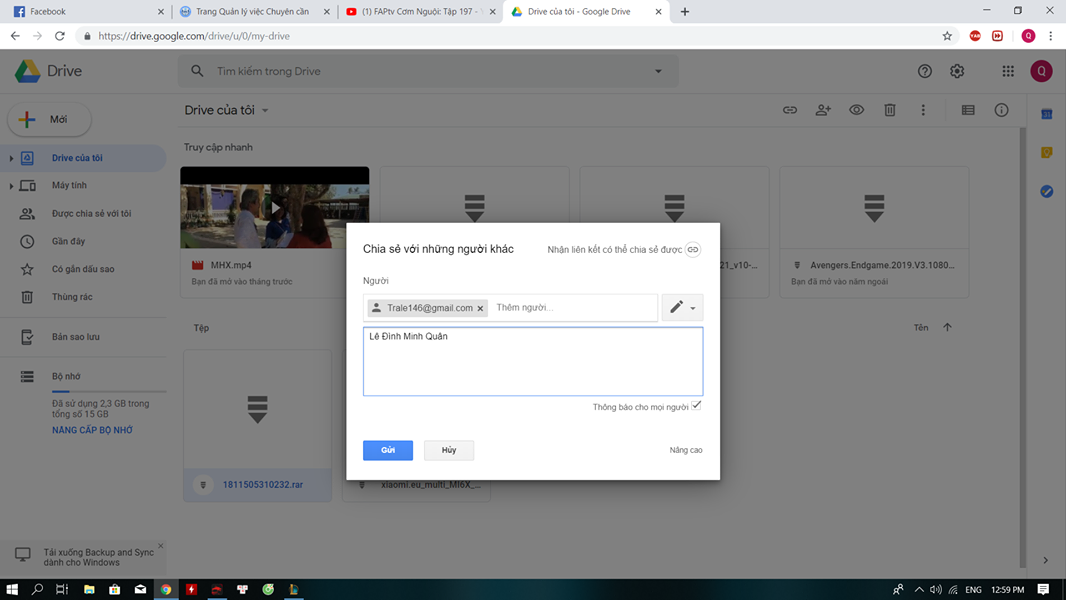 Facebook
Trang Quản lý việc Chuyên cần
(1) FAPtv Cơm Nguội: Tập 197 -
Drive của tôi - Google Drive
https://drive.google.com/drive/u/0/my-drive
Drive
Tìm kiếm trong Drive
Q
Mới
Drive của tôi
Drive của tôi
Máy tính
Được chia sẻ với tôi
Gần đây
Có gắn dấu sao
Thùng rác
Bản sao lưu
Bộ nhớ
Đã sử dụng 2,3 GB trong
tổng số 15 GB
NÂNG CẤP BỘ NHỚ
Tải xuống Backup and Sync
dành cho Windows
Truy cập nhanh
MHX.mp4
Bạn đã mở vào tháng trước
21_v10-...
Avengers.Endgame.2019.V3.1080...
Bạn đã mở vào năm ngoái
Tệp
Tên
1811505310232.rar
xiaomi.eu_multi_MI6X_...
Chia sẻ với những người khác
Nhận liên kết có thể chia sẻ được
Người
Trale146@gmail.com
Thêm người...
Lê Đình Minh Quân
Thông báo cho mọi người
Gửi
Hủy
Nâng cao
ENG
12:59 PM